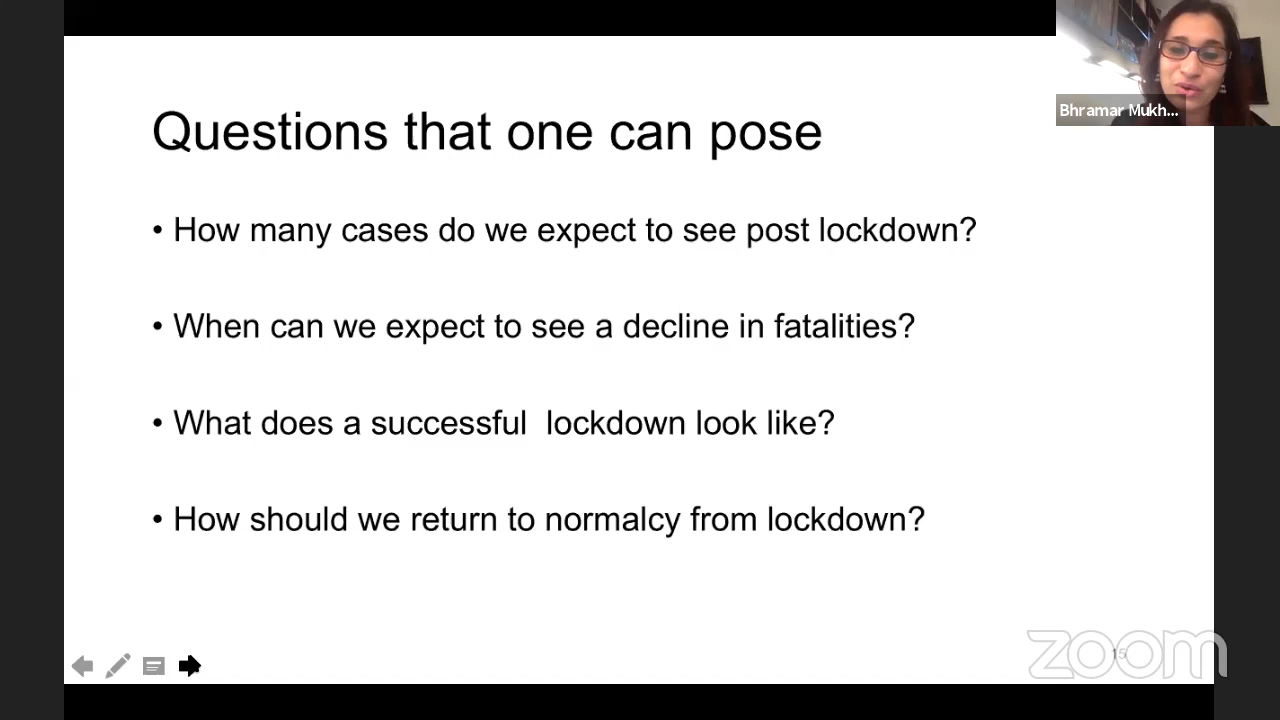 Questions that one can pose
Bhramar Mukh...
• How many cases do we expect to see post lockdown?
• When can we expect to see a decline in fatalities?
• What does a successful  lockdown look like?
• How should we return to normalcy from lockdown?
15
zoom